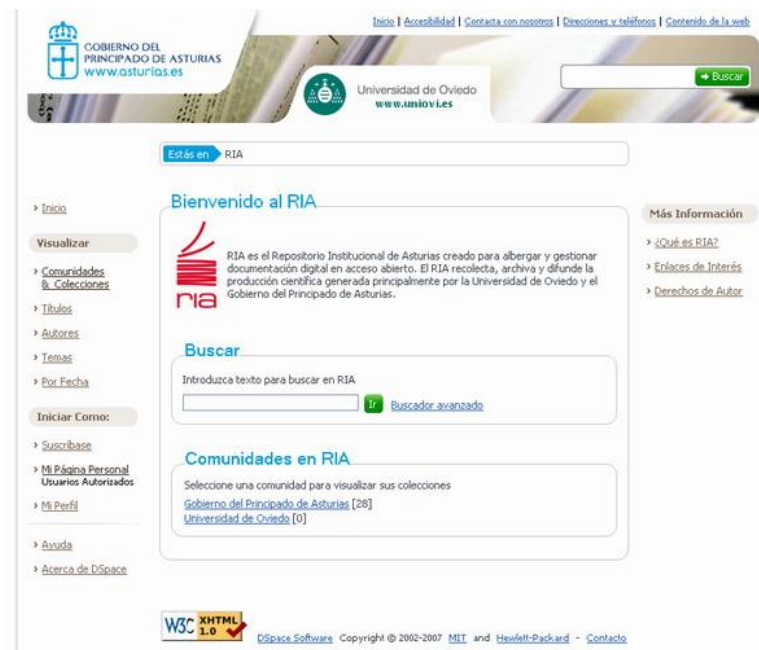 Inicio | Accesibilidad | Contacta con nosotros | Direcciones y teléfonos | Contenido de la web
GOBIERNO DEL
PRINCIPADO DE ASTURIAS
www.asturias.es
Universidad de Oviedo
www.uniovi.es
Buscar
Estás en RIA
Inicio
Visualizar
Comunidades
& Colecciones
Títulos
Autores
Temas
Por Fecha
Iniciar Como:
Suscríbase
Mi Página Personal
Usuarios Autorizados
Mi Perfil
Ayuda
Acerca de DSpace
Bienvenido al RIA
ria
RIA es el Repositorio Institucional de Asturias creado para albergar y gestionar
documentación digital en acceso abierto. El RIA recolecta, archiva y difunde la
producción científica generada principalmente por la Universidad de Oviedo y el
Gobierno del Principado de Asturias.
Buscar
Introduzca texto para buscar en RIA
Ir Buscador avanzado
Comunidades en RIA
Seleccione una comunidad para visualizar sus colecciones
Gobierno del Principado de Asturias [28]
Universidad de Oviedo [0]
Más Información
¿Qué es RIA?
Enlaces de Interés
Derechos de Autor
W3C XHTML
1.0
DSpace Software Copyright © 2002-2007 MIT and Hewlett-Packard - Contacto